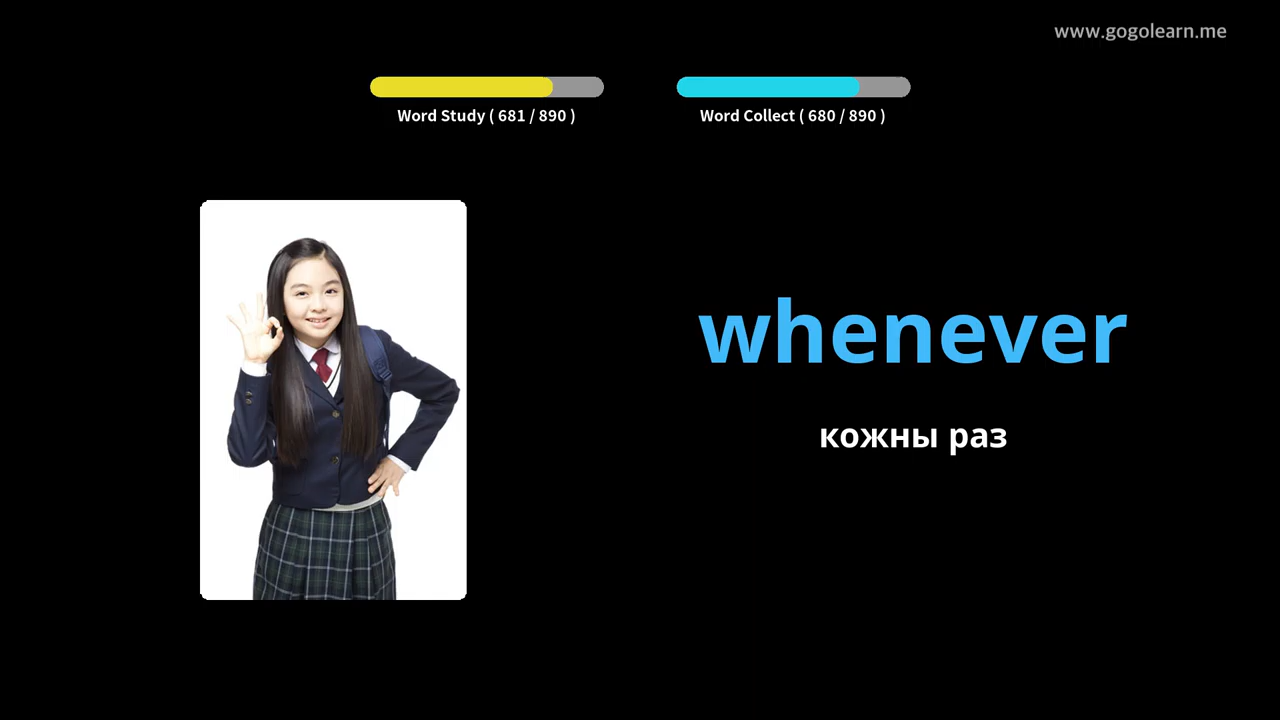 www.gogolearn.me
Word Study ( 681 / 890 )
Word Collect ( 680 / 890 )
whenever
кожны раз